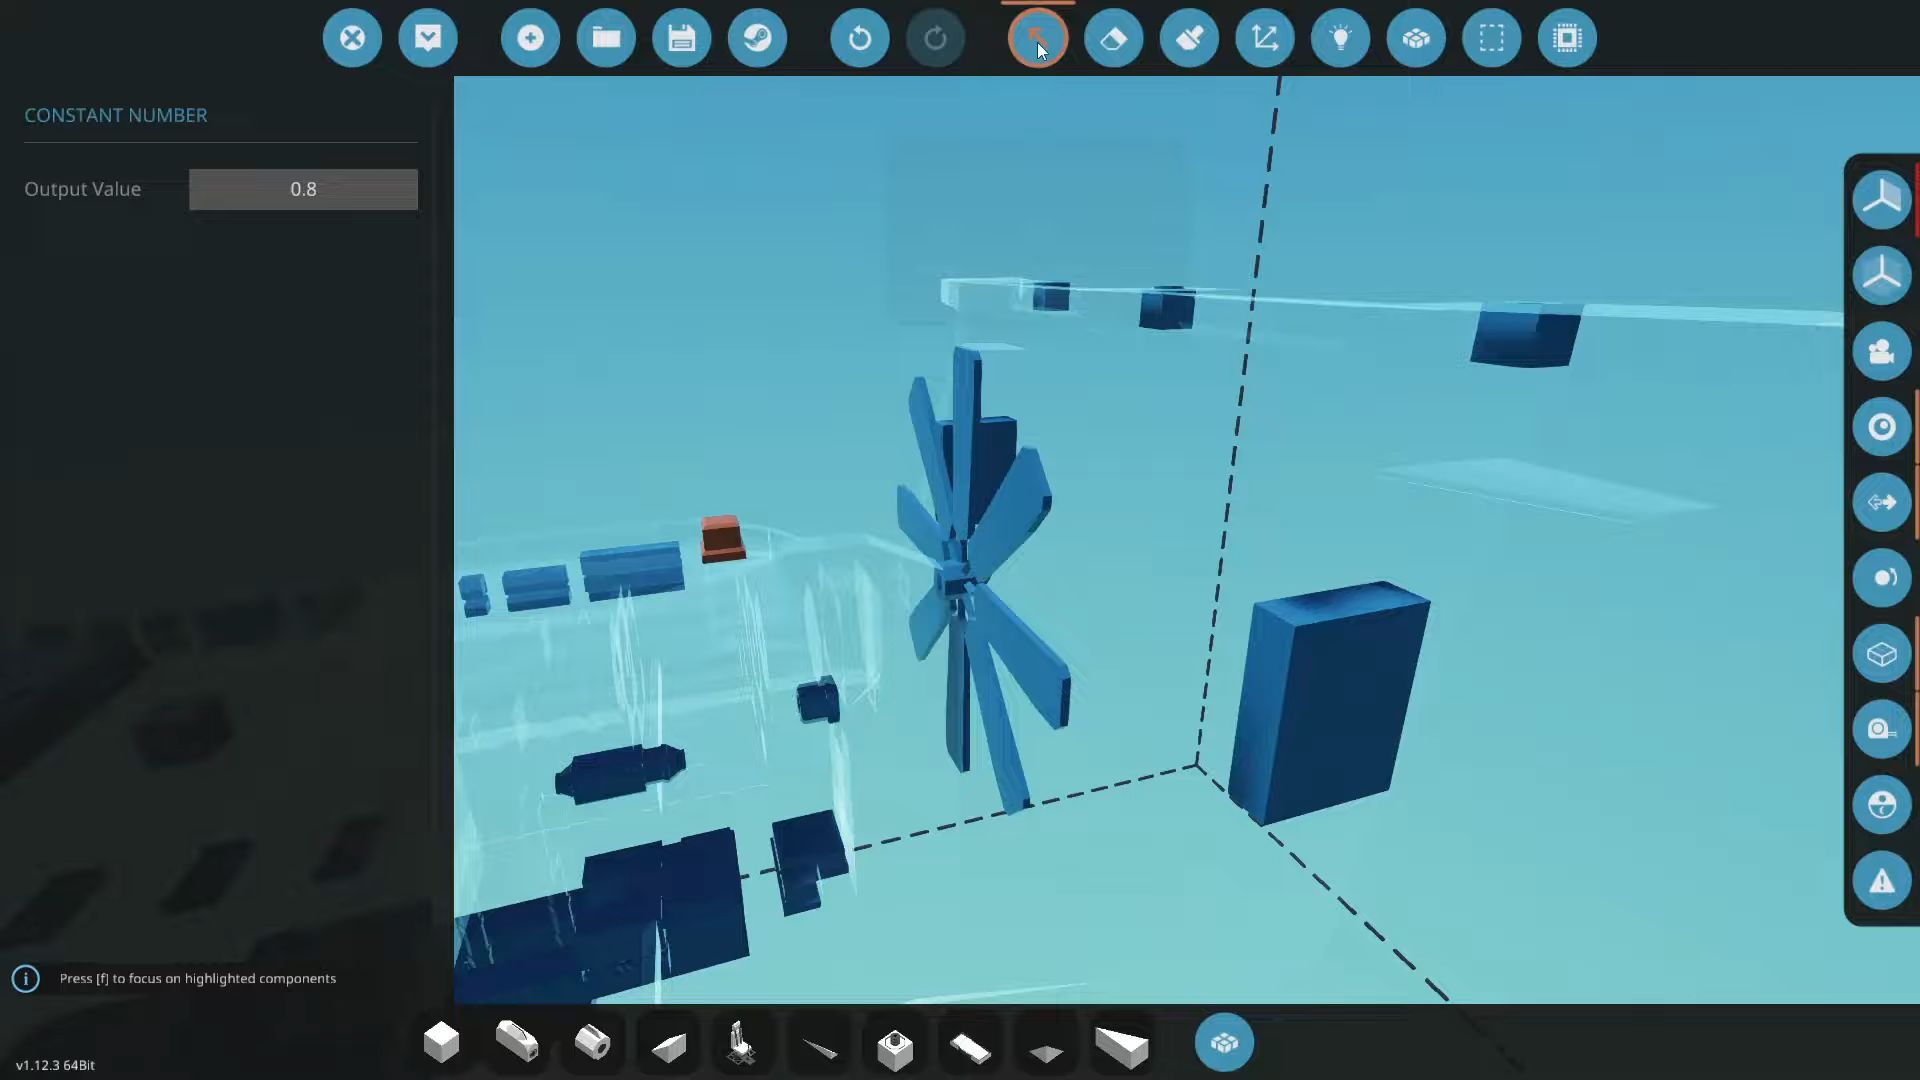 CONSTANT NUMBER
Output Value
0.8
Press [f] to focus on highlighted components
v1.12.3 64Bit